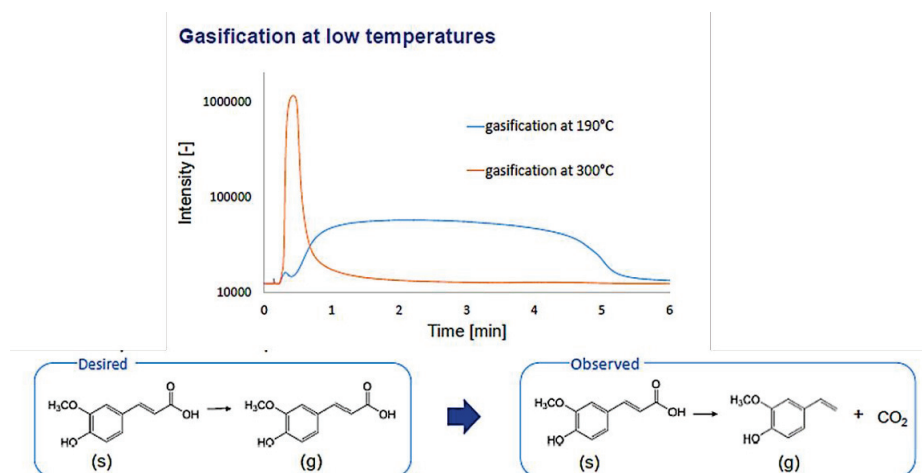 Gasification at low temperatures
1000000
gasification at 190°C
gasification at 300°C
Intensity [-]
100000
10000
0 1 2 3 4 5 6
Time [min]
Desired
H₃CO
HO
O
OH
(s)
H₃CO
HO
O
OH
(g)
Observed
H₃CO
HO
O
OH
(s)
H₃CO
HO
(g)
+ CO₂